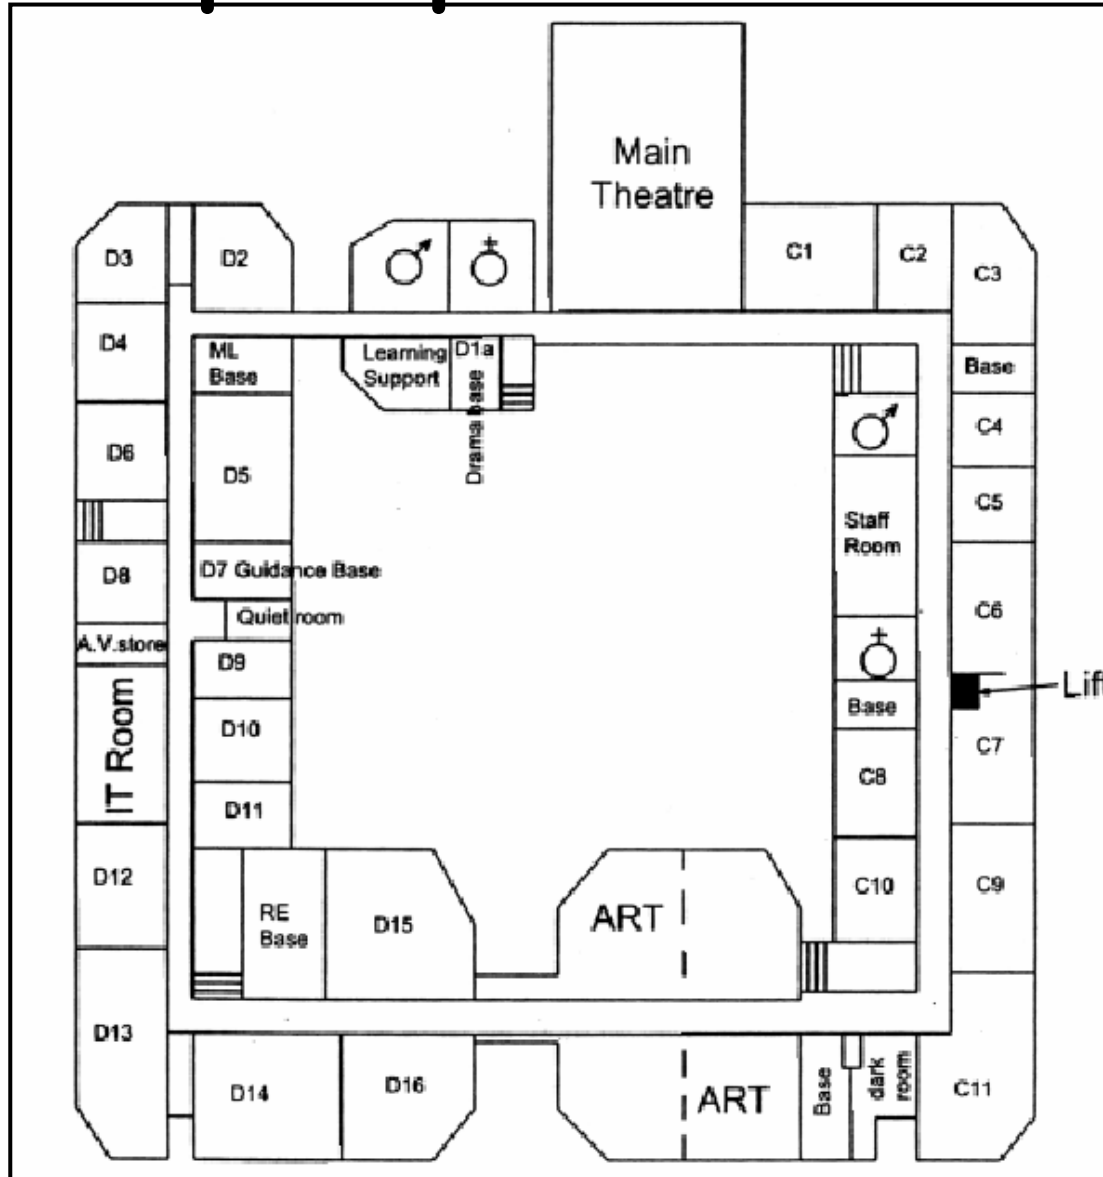 Main
Theatre
D3
D2
C1
C2
C3
D4
ML
Base
Learning
Support
D1a
Drama base
Base
D6
D5
C4
Staff
Room
C5
D8
D7 Guidance Base
Quiet room
C6
A.V.store
D9
Lift
IT Room
D10
Base
C7
D11
C8
D12
RE
Base
D15
ART
C10
C9
D13
D14
D16
ART
Base
dark
room
C11